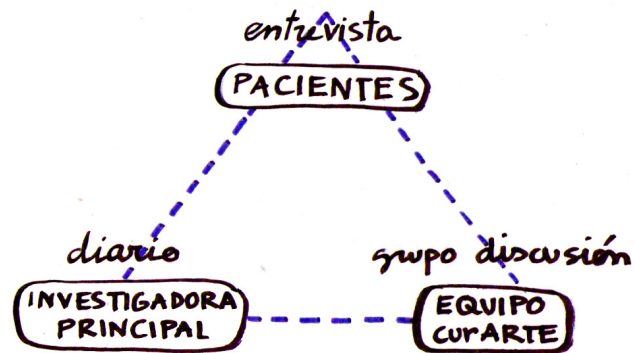 entrevista
PACIENTES
diario
grupo discusión
INVESTIGADORA
PRINCIPAL
EQUIPO
curARTE